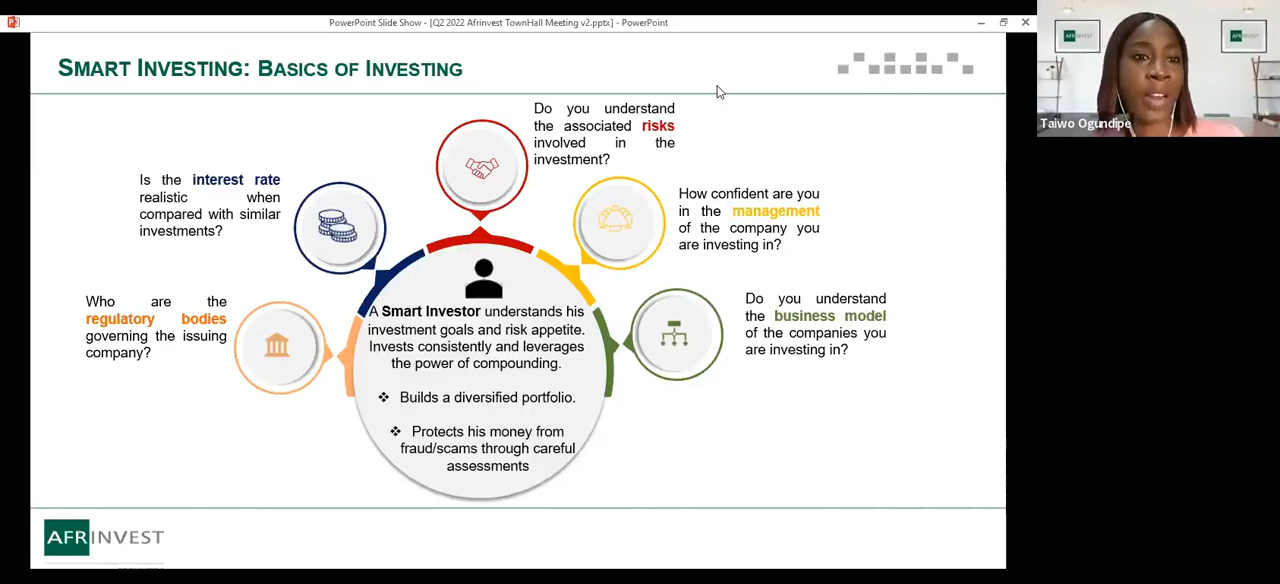 PowerPoint Slide Show - [Q2 2022 Afrinvest TownHall Meeting v2.pptx] - PowerPoint
SMART INVESTING: BASICS OF INVESTING
AFRINVEST
AFRINVEST
Taiwo Ogundipe
Do you understand
the associated risks
involved in the
investment?
Is the interest rate
realistic when
compared with similar
investments?
How confident are you
in the management
of the company you
are investing in?
Who are the
regulatory bodies
governing the issuing
company?
Do you understand
the business model
of the companies you
are investing in?
A Smart Investor understands his
investment goals and risk appetite.
Invests consistently and leverages
the power of compounding.
❖ Builds a diversified portfolio.
❖ Protects his money from
fraud/scams through careful
assessments
AFRINVEST